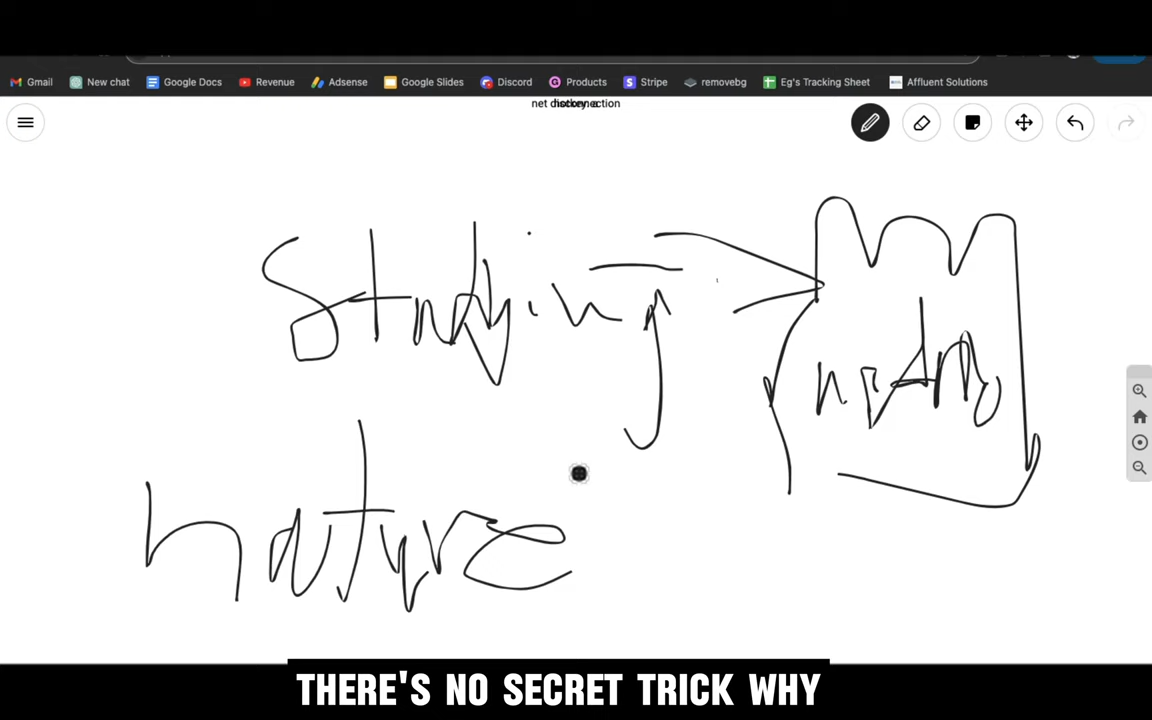 Gmail New chat Google Docs Revenue Adsense Google Slides Discord Products Stripe removebg Eg's Tracking Sheet Affluent Solutions
Studying
nature
THERE'S NO SECRET TRICK WHY